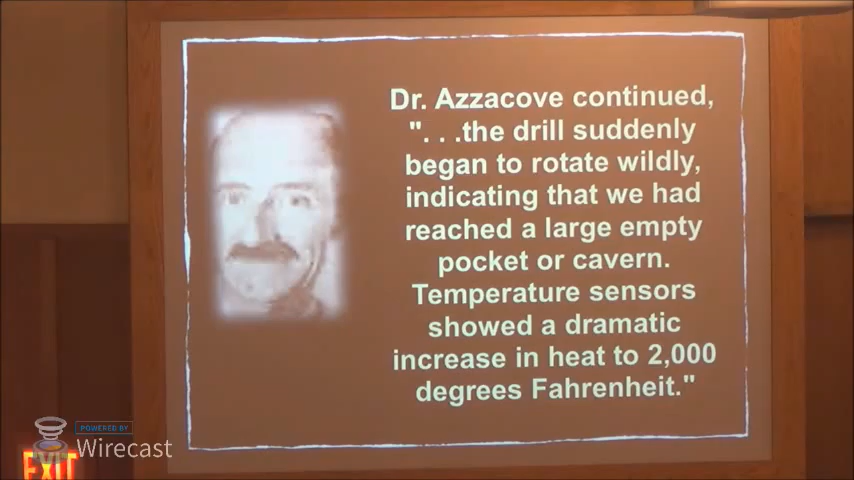 Dr. Azzacove continued,
". . .the drill suddenly
began to rotate wildly,
indicating that we had
reached a large empty
pocket or cavern.
Temperature sensors
showed a dramatic
increase in heat to 2,000
degrees Fahrenheit."
POWERED BY
Wirecast
EXIT